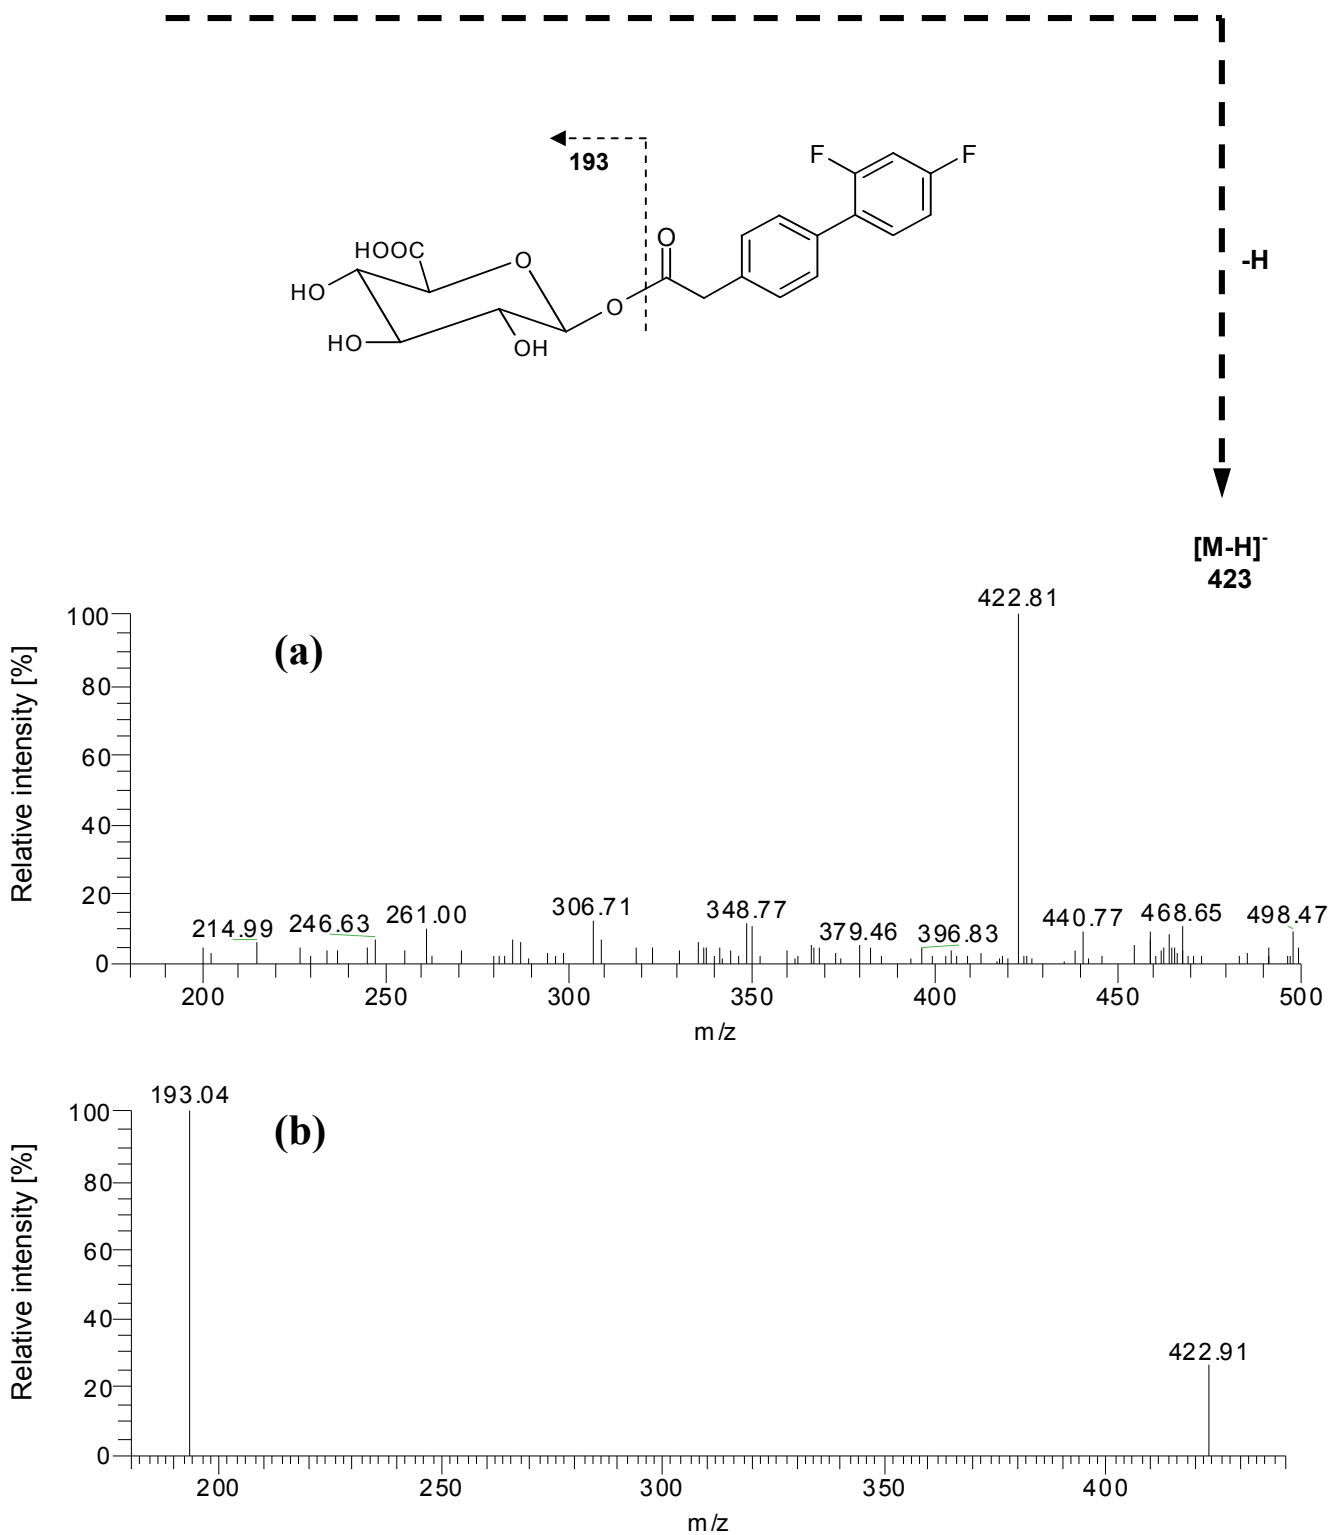 193
F
F
O
HOOC
O
HO
O
HO
OH
-H
[M-H]-
423
(a)
Relative intensity [%]
100
80
60
40
20
0
422.81
214.99
246.63
261.00
306.71
348.77
379.46
396.83
440.77
468.65
498.47
200
250
300
350
400
450
500
m/z
(b)
Relative intensity [%]
100
80
60
40
20
0
193.04
422.91
200
250
300
350
400
m/z